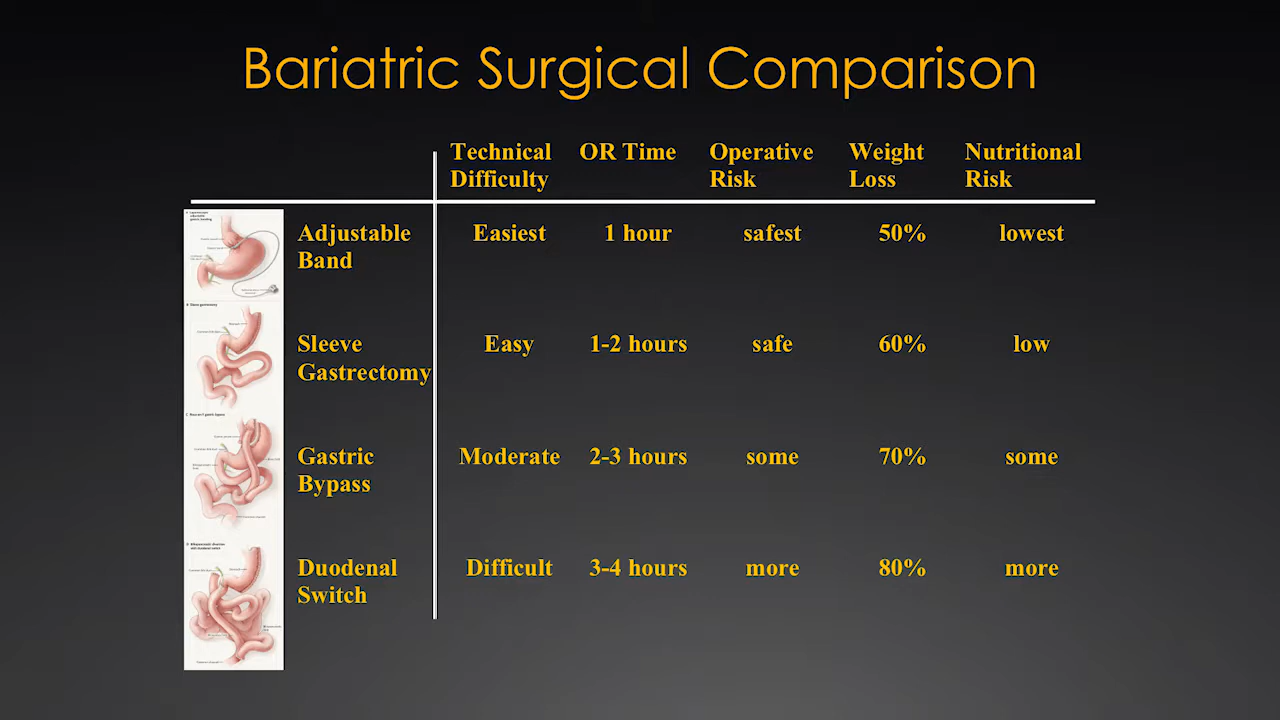 Bariatric Surgical Comparison
Technical Difficulty OR Time Operative Risk Weight Loss Nutritional Risk
Adjustable Band Easiest 1 hour safest 50% lowest
Sleeve Gastrectomy Easy 1-2 hours safe 60% low
Gastric Bypass Moderate 2-3 hours some 70% some
Duodenal Switch Difficult 3-4 hours more 80% more